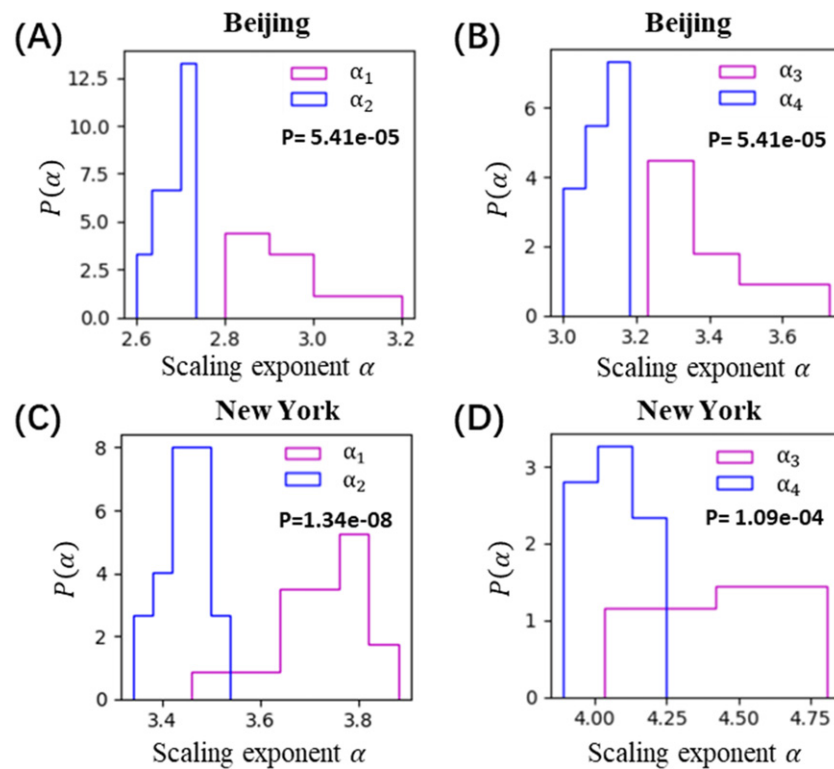 (A) Beijing
12.5
10.0
7.5
5.0
2.5
0.0
P(α)
α₁
α₂
P= 5.41e-05
2.6 2.8 3.0 3.2
Scaling exponent α
(B) Beijing
6
4
2
0
P(α)
α₃
α₄
P= 5.41e-05
3.0 3.2 3.4 3.6
Scaling exponent α
(C) New York
8
6
4
2
0
P(α)
α₁
α₂
P=1.34e-08
3.4 3.6 3.8
Scaling exponent α
(D) New York
3
2
1
0
P(α)
α₃
α₄
P= 1.09e-04
4.00 4.25 4.50 4.75
Scaling exponent α